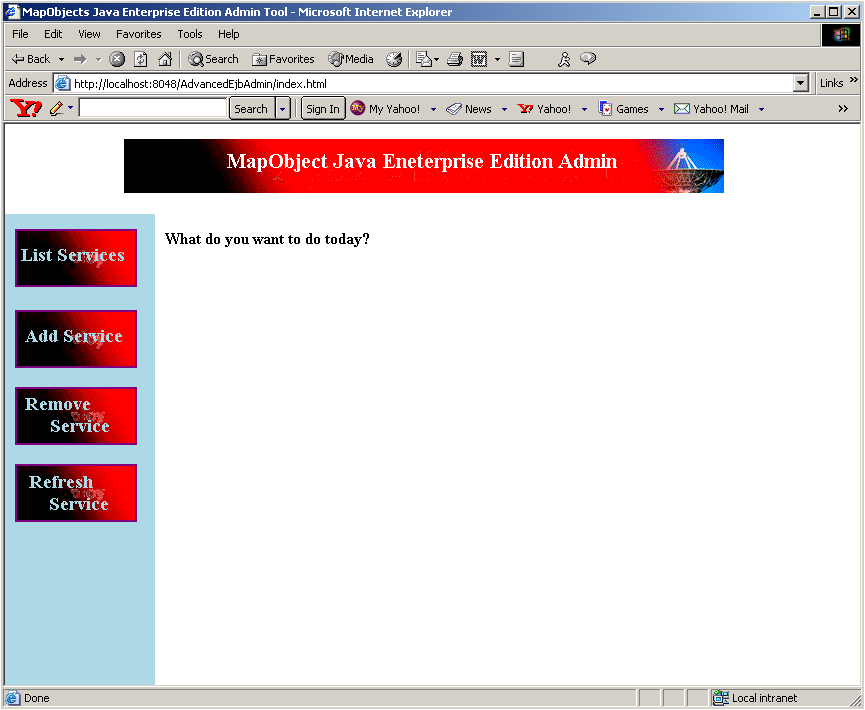 MapObjects Java Enterprise Edition Admin Tool - Microsoft Internet Explorer
File Edit View Favorites Tools Help
Back Search Favorites Media
Address http://localhost:8048/AdvancedEjbAdmin/index.html Links »
Y! Search Sign In My Yahoo! News Yahoo! Games Yahoo! Mail »
MapObject Java Eneterprise Edition Admin
What do you want to do today?
List Services
Add Service
Remove
Service
Refresh
Service
Done Local intranet